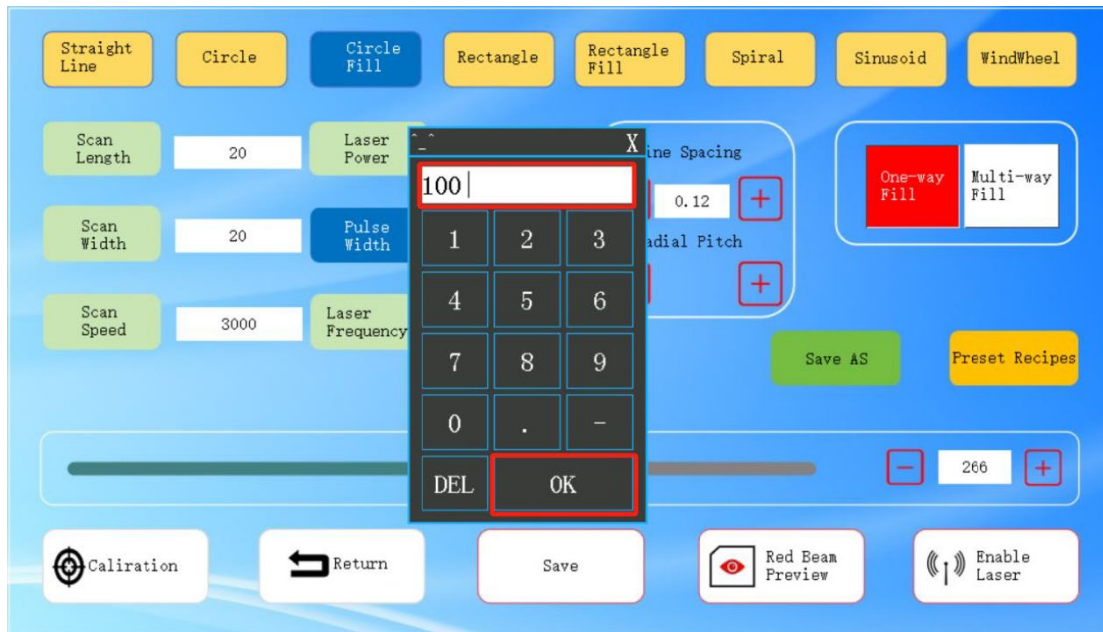 Straight
Line
Circle
Circle
Fill
Rectangle
Rectangle
Fill
Spiral
Sinusoid
WindWheel
Scan
Length
20
Laser
Power
^_^
X
ine Spacing
100
0.12
+
One-way
Fill
Multi-way
Fill
Scan
Width
20
Pulse
Width
1
2
3
adial Pitch
+
4
5
6
Scan
Speed
3000
Laser
Frequency
7
8
9
Save AS
Preset Recipes
0
.
-
-
266
+
DEL
OK
Caliration
Return
Save
Red Beam
Preview
Enable
Laser